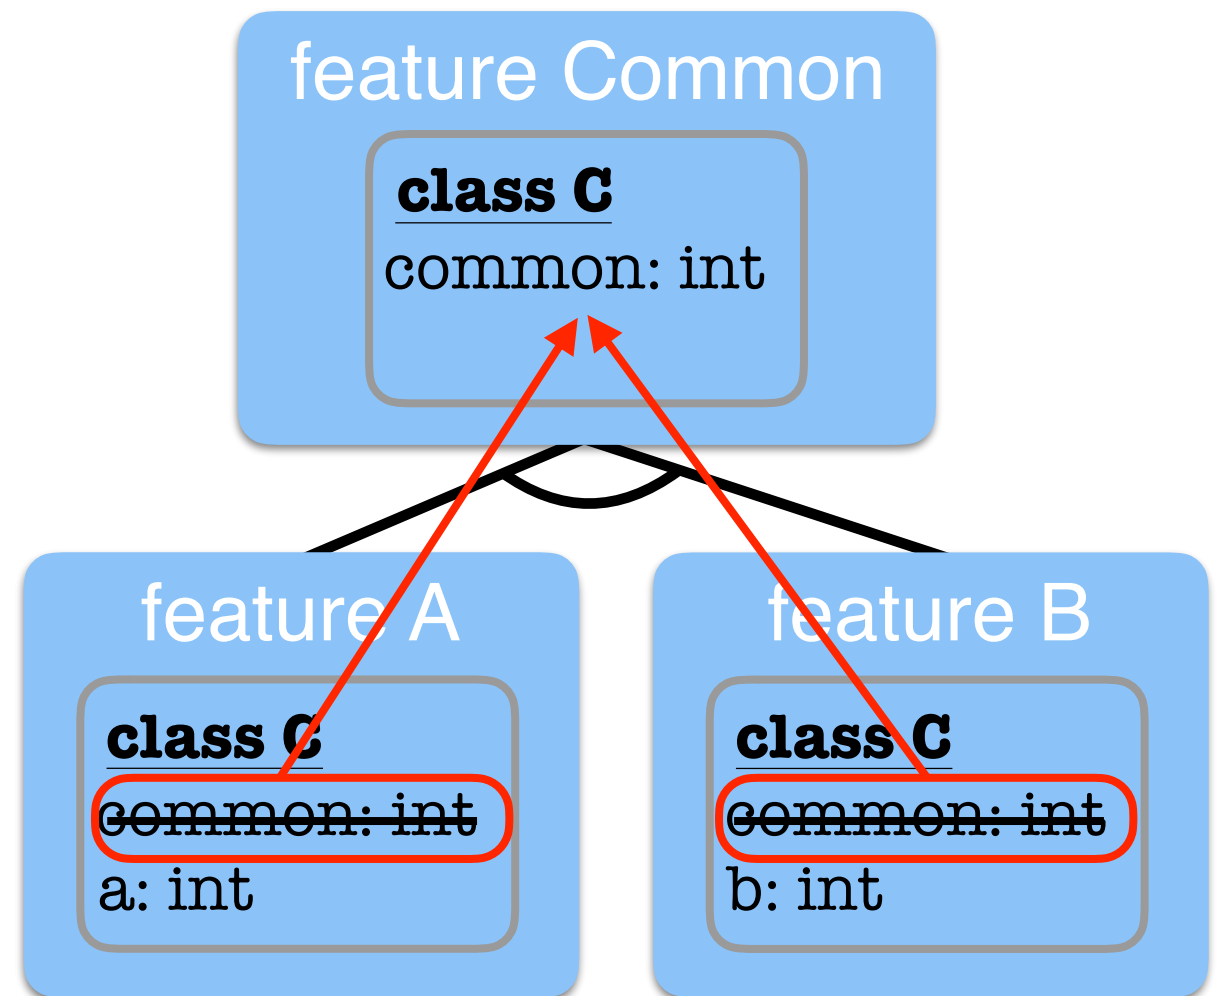 feature Common
class C
common: int
feature A
class C
common: int
a: int
feature B
class C
common: int
b: int